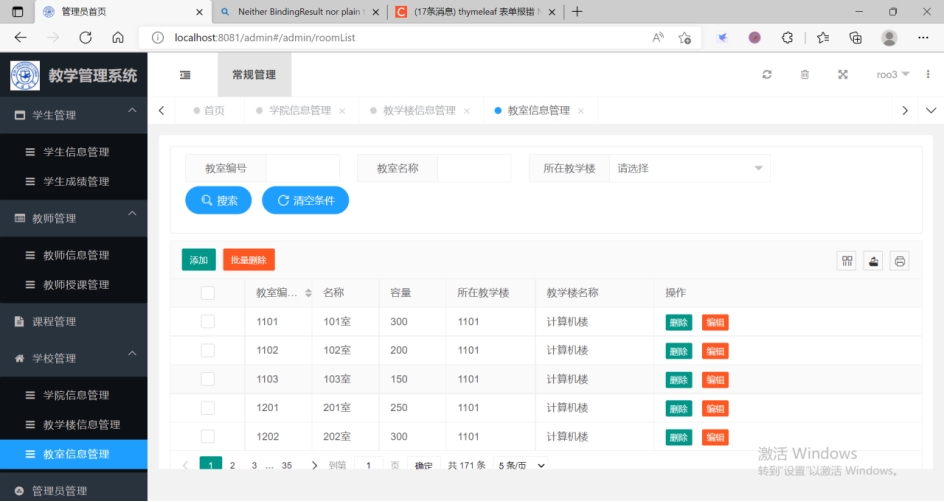 管理员首页
Neither BindingResult nor plain
(17条消息) thymeleaf 表单报错
localhost:8081/admin#/admin/roomList
教学管理系统
常规管理
roo3
学生管理
首页
学院信息管理
教学楼信息管理
教室信息管理
学生信息管理
学生成绩管理
教师管理
教师信息管理
教师授课管理
课程管理
学校管理
学院信息管理
教学楼信息管理
教室信息管理
管理员管理
教室编号
教室名称
所在教学楼 请选择
搜索 清空条件
添加 批量删除
教室编... 名称 容量 所在教学楼 教学楼名称 操作
1101 101室 300 1101 计算机楼 删除 编辑
1102 102室 200 1101 计算机楼 删除 编辑
1103 103室 150 1101 计算机楼 删除 编辑
1201 201室 250 1101 计算机楼 删除 编辑
1202 202室 300 1101 计算机楼 删除 编辑
1 2 3 ... 35 到第 1 页 确定 共 171 条 5 条/页
激活 Windows
转到"设置"以激活 Windows。